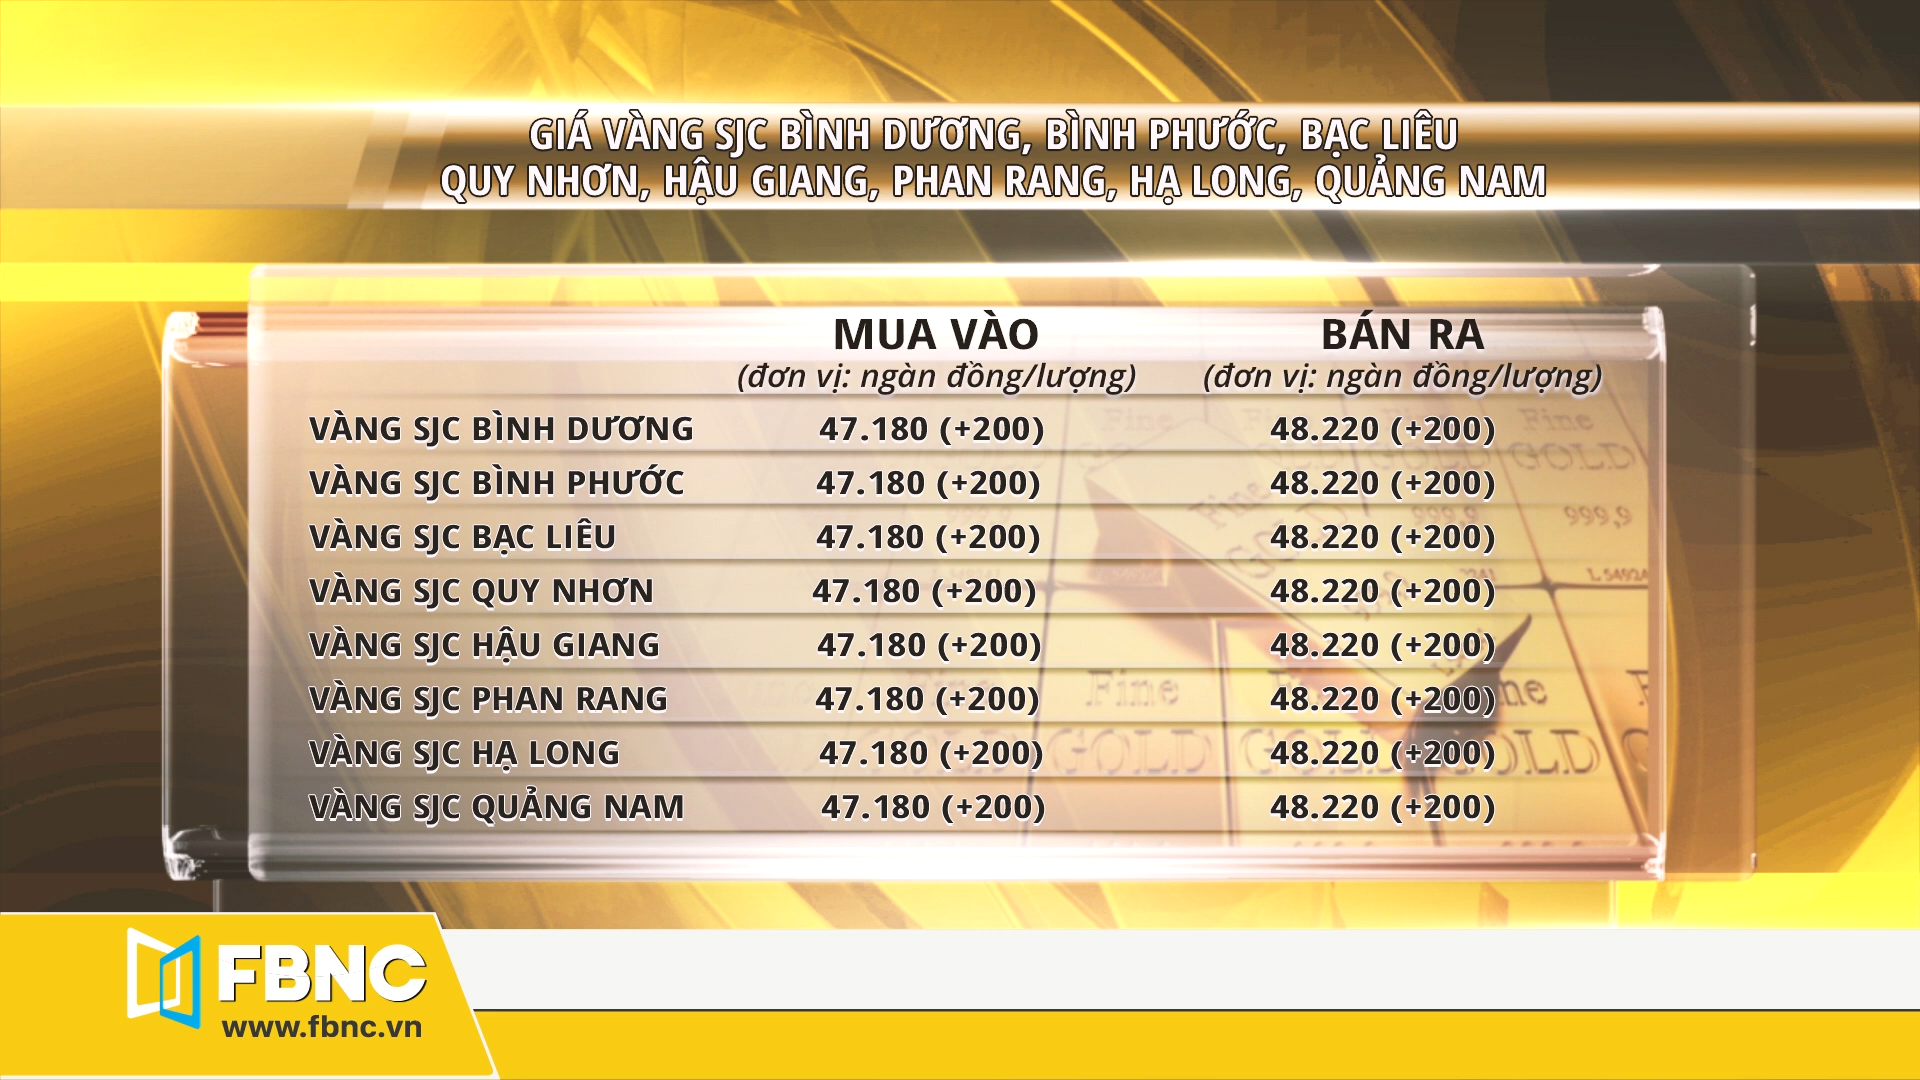 GIÁ VÀNG SJC BÌNH DƯƠNG, BÌNH PHƯỚC, BẠC LIÊU
QUY NHƠN, HẬU GIANG, PHAN RANG, HẠ LONG, QUẢNG NAM
MUA VÀO BÁN RA
(đơn vị: ngàn đồng/lượng) (đơn vị: ngàn đồng/lượng)
VÀNG SJC BÌNH DƯƠNG 47.180 (+200) 48.220 (+200)
VÀNG SJC BÌNH PHƯỚC 47.180 (+200) 48.220 (+200)
VÀNG SJC BẠC LIÊU 47.180 (+200) 48.220 (+200)
VÀNG SJC QUY NHƠN 47.180 (+200) 48.220 (+200)
VÀNG SJC HẬU GIANG 47.180 (+200) 48.220 (+200)
VÀNG SJC PHAN RANG 47.180 (+200) 48.220 (+200)
VÀNG SJC HẠ LONG 47.180 (+200) 48.220 (+200)
VÀNG SJC QUẢNG NAM 47.180 (+200) 48.220 (+200)
FBNC
www.fbnc.vn